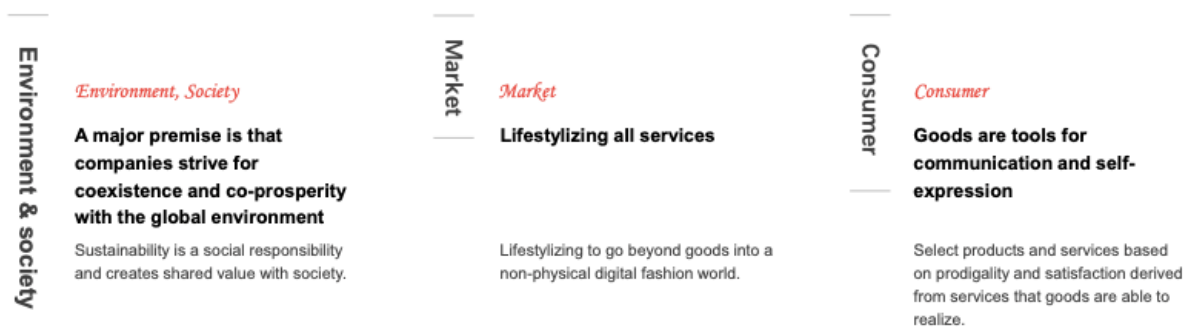 Environment & society
Environment, Society
A major premise is that
companies strive for
coexistence and co-prosperity
with the global environment
Sustainability is a social responsibility
and creates shared value with society.
Market
Market
Lifestylizing all services
Lifestylizing to go beyond goods into a
non-physical digital fashion world.
Consumer
Consumer
Goods are tools for
communication and self-
expression
Select products and services based
on prodigality and satisfaction derived
from services that goods are able to
realize.